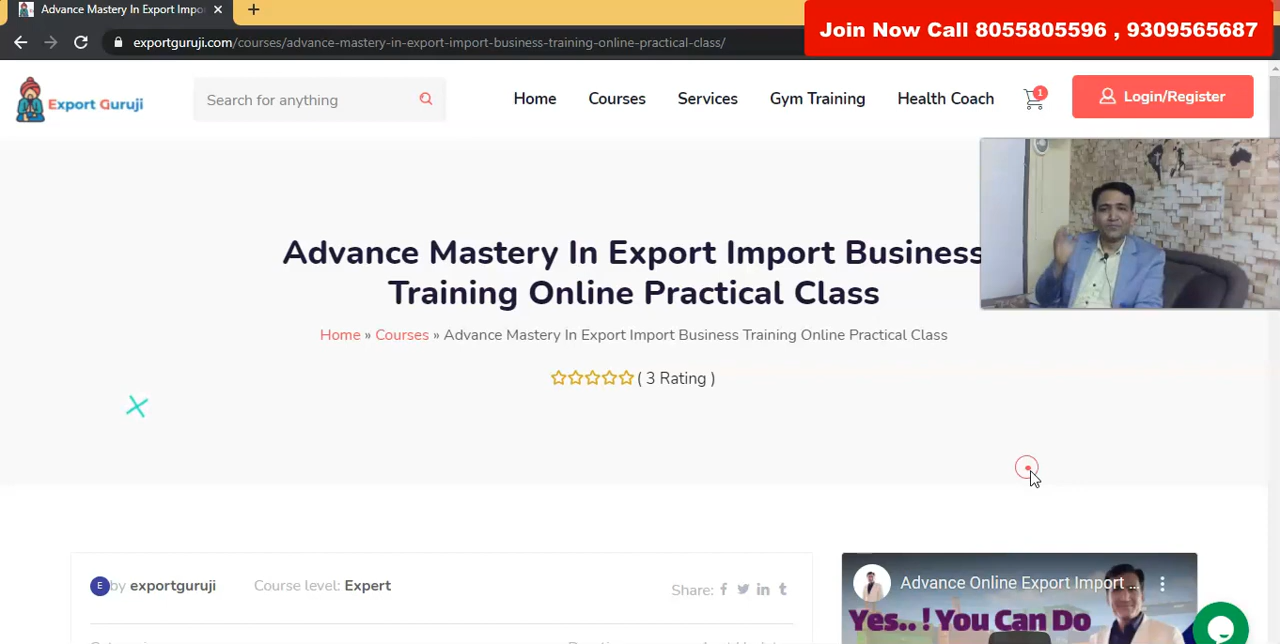 Advance Mastery In Export Impor
Join Now Call 8055805596 , 9309565687
exportguruji.com/courses/advance-mastery-in-export-import-business-training-online-practical-class/
Export Guruji
Search for anything
Home
Courses
Services
Gym Training
Health Coach
1
Login/Register
Advance Mastery In Export Import Business
Training Online Practical Class
Home » Courses » Advance Mastery In Export Import Business Training Online Practical Class
( 3 Rating )
E by exportguruji
Course level: Expert
Share:
Advance Online Export Import ...
Yes..! You Can Do